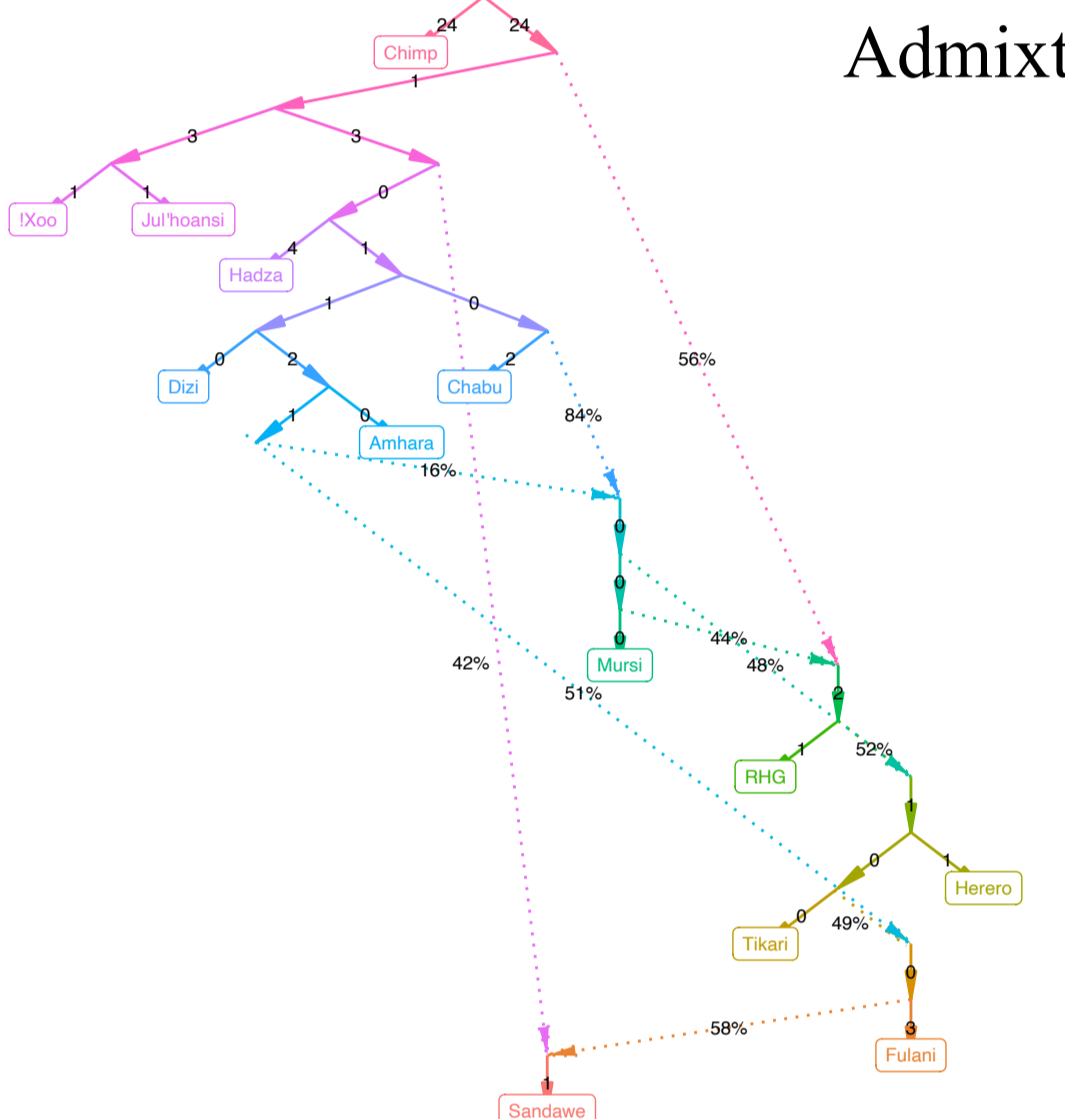 Admixt
24 24
Chimp
1
3 3
1 1 0
!Xoo Jul'hoansi
4 1
Hadza
1 0
0 2 2 56%
Dizi Chabu
1 0 84%
Amhara
16%
0
0
0 44%
Mursi 48%
42%
51% 2
1 52%
RHG
1
0 1
Herero
0 49%
Tikari
0
58% 3
Fulani
1
Sandawe